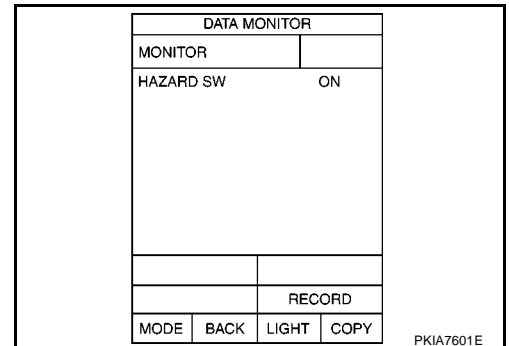 DATA MONITOR
MONITOR
HAZARD SW ON
RECORD
MODE BACK LIGHT COPY
PKIA7601E